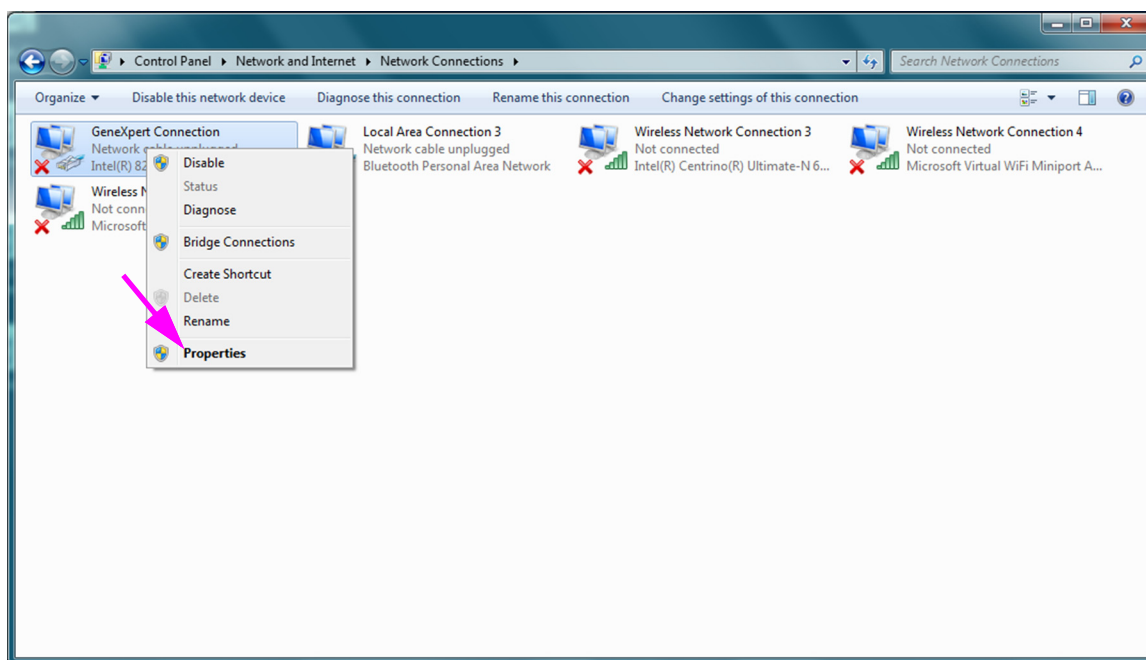 Control Panel Network and Internet Network Connections
Search Network Connections
Organize Disable this network device Diagnose this connection Rename this connection Change settings of this connection
GeneXpert Connection
Network cable unplugged
Intel(R) 82
Local Area Connection 3
Network cable unplugged
Bluetooth Personal Area Network
Wireless Network Connection 3
Not connected
Intel(R) Centrino(R) Ultimate-N 6...
Wireless Network Connection 4
Not connected
Microsoft Virtual WiFi Miniport A...
Wireless N
Not conn
Microsoft
Disable
Status
Diagnose
Bridge Connections
Create Shortcut
Delete
Rename
Properties